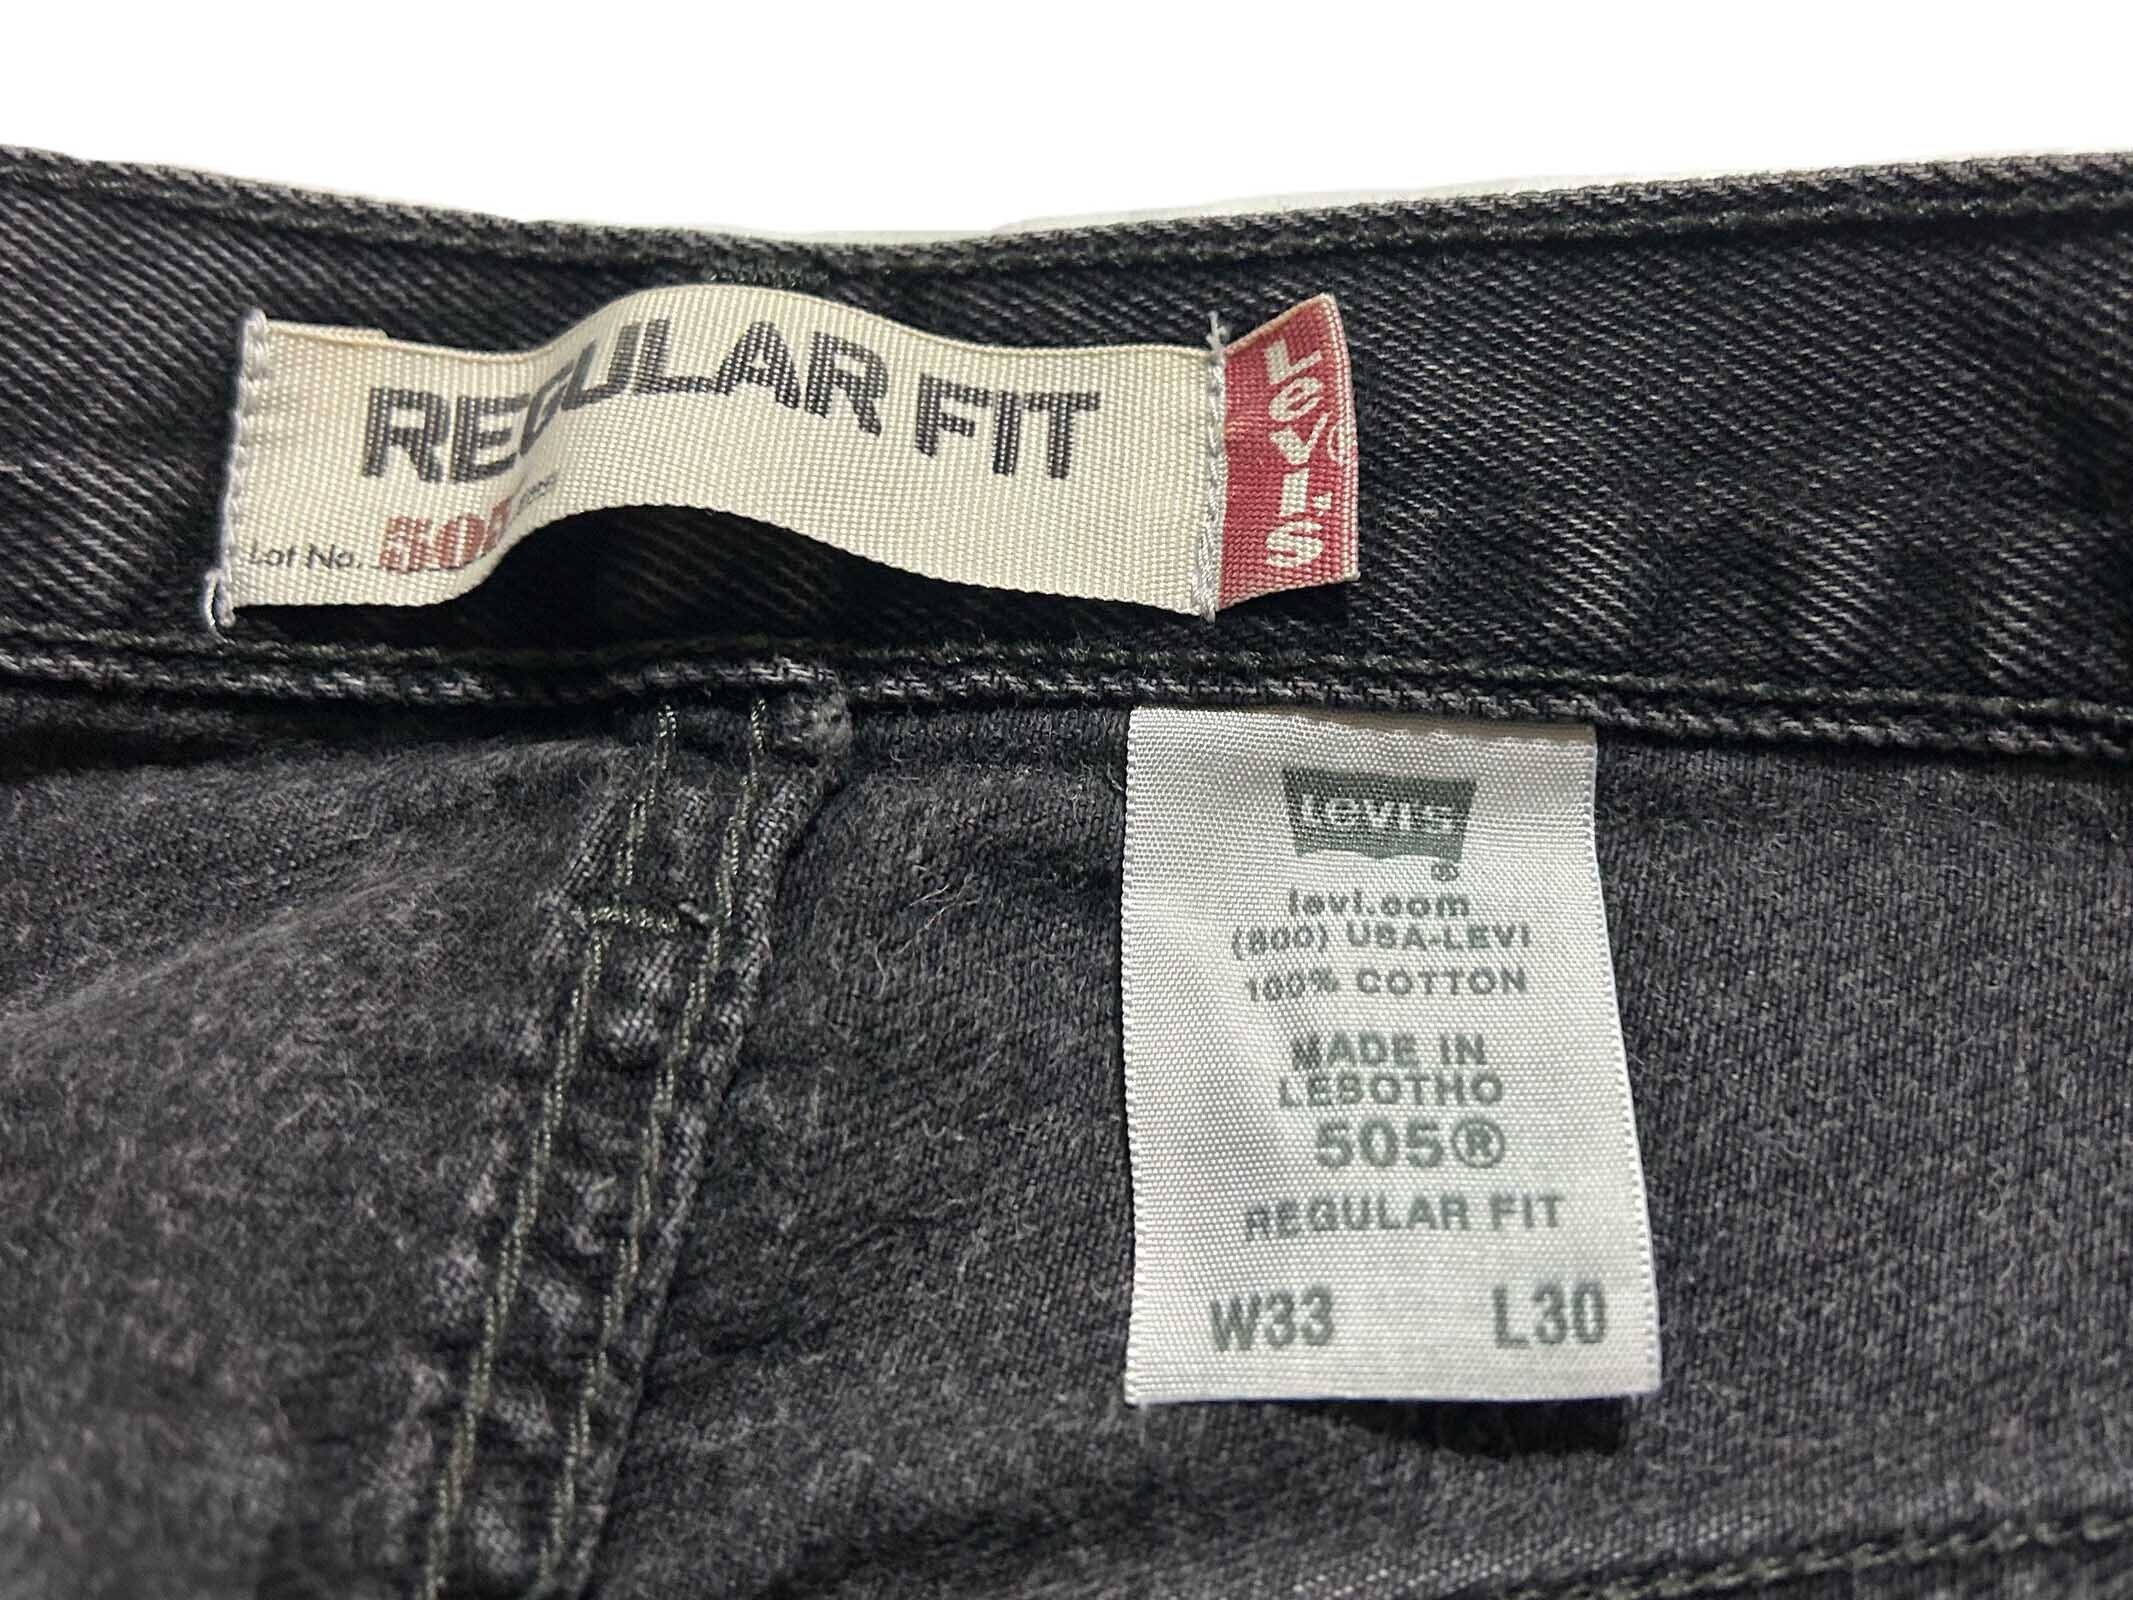 REGULAR FIT
Lot No. 505
Levi's
Levi's
®
levi.com
(800) USA-LEVI
100% COTTON
MADE IN
LESOTHO
505®
REGULAR FIT
W33 L30